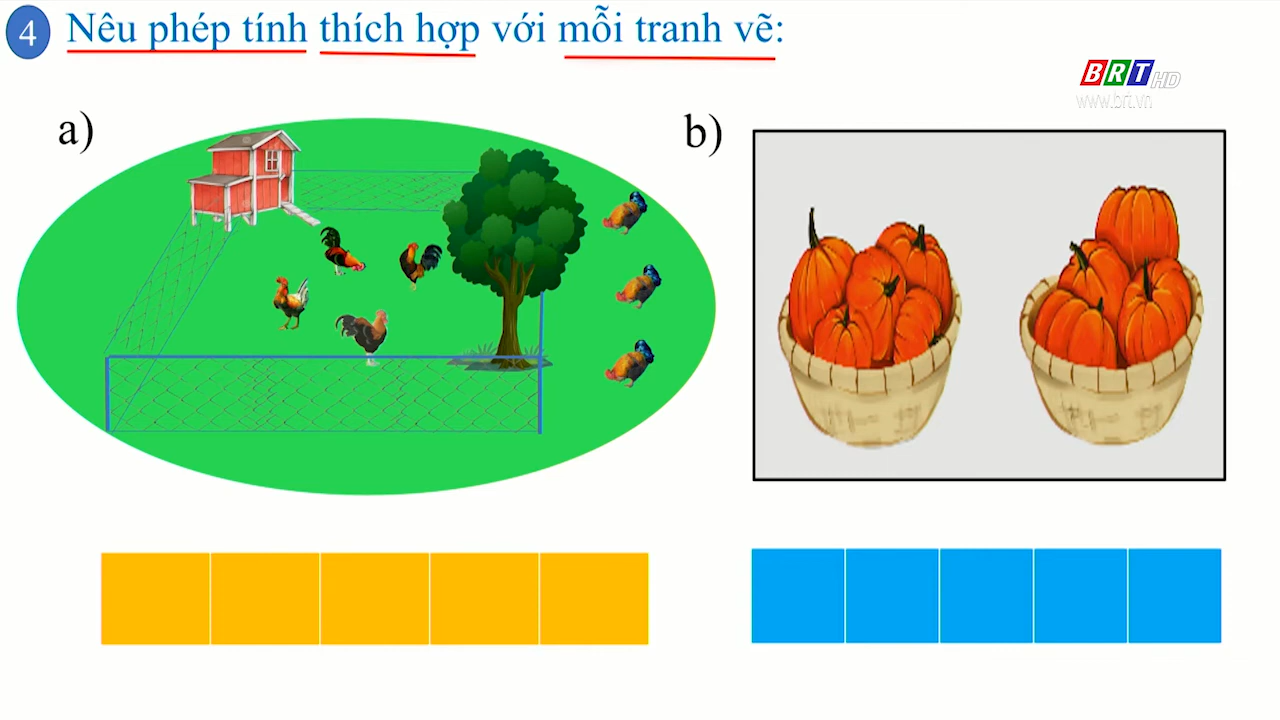 4 Nêu phép tính thích hợp với mỗi tranh vẽ:
BRT HD
www.brt.vn
a)
b)